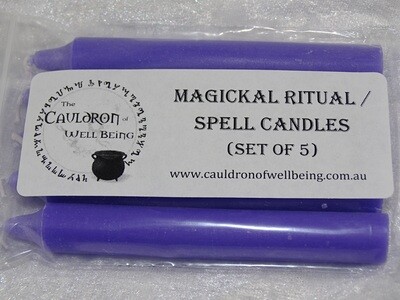 The
CAULDRON of
WELL BEING
MAGICKAL RITUAL /
SPELL CANDLES
(SET OF 5)
www.cauldronofwellbeing.com.au